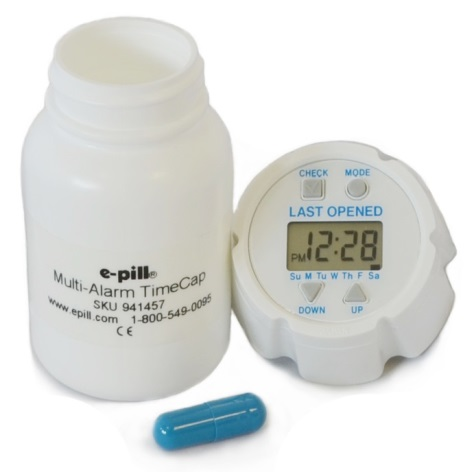 e-pill®
Multi-Alarm TimeCap
SKU 941457
www.epill.com 1-800-549-0095
CE
CHECK MODE
LAST OPENED
PM 12:28
Su M Tu W Th F Sa
DOWN UP